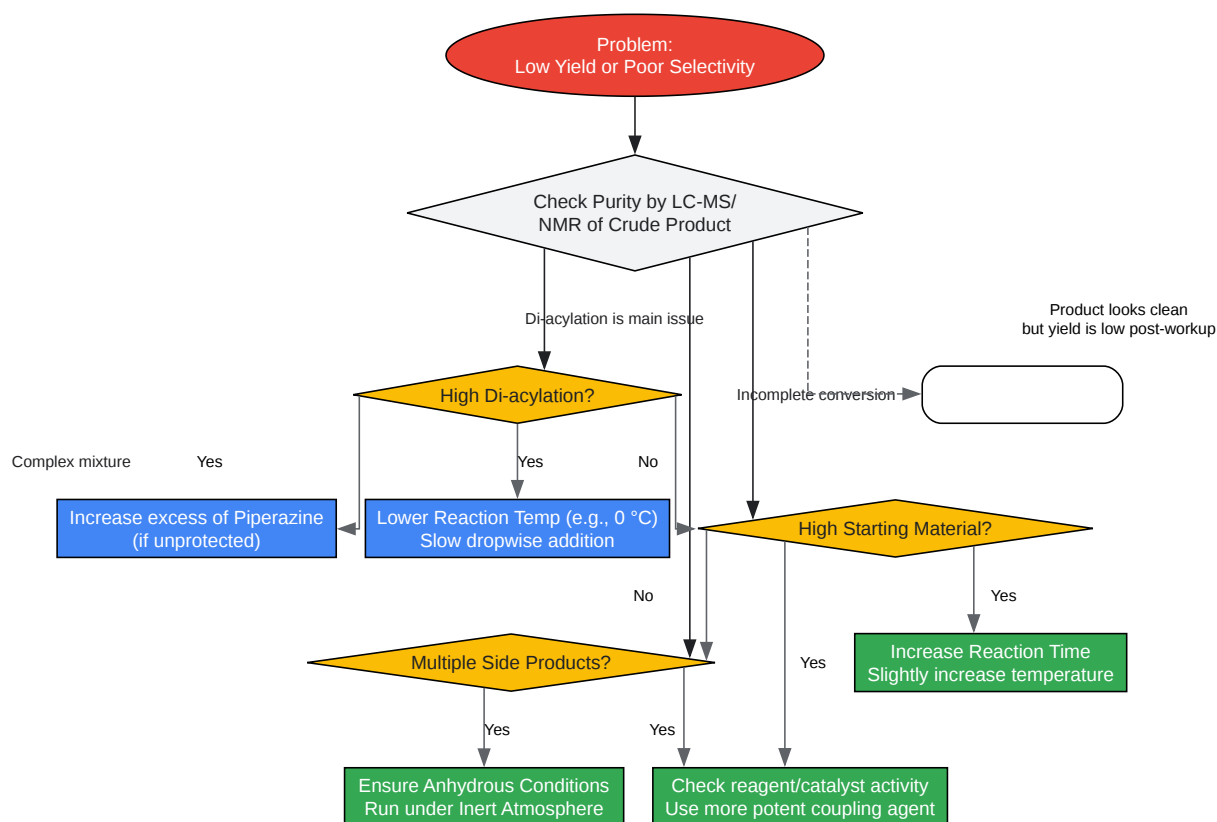 Problem:
Low Yield or Poor Selectivity
Check Purity by LC-MS/
NMR of Crude Product
Di-acylation is main issue
Product looks clean
but yield is low post-workup
High Di-acylation?
Incomplete conversion
Complex mixture
Yes
Yes
No
Increase excess of Piperazine
(if unprotected)
Lower Reaction Temp (e.g., 0 °C)
Slow dropwise addition
High Starting Material?
No
Yes
Multiple Side Products?
Yes
Increase Reaction Time
Slightly increase temperature
Yes
Yes
Ensure Anhydrous Conditions
Run under Inert Atmosphere
Check reagent/catalyst activity
Use more potent coupling agent